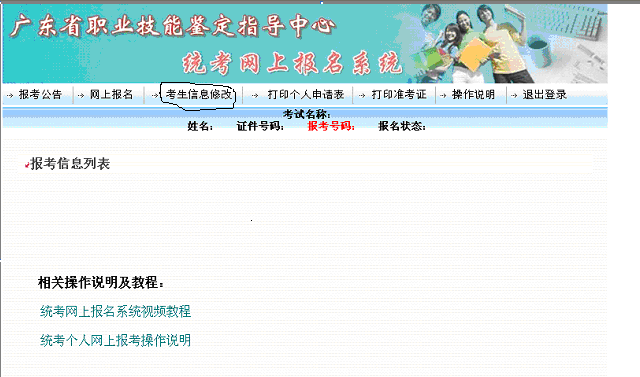 广东省职业技能鉴定指导中心
统考网上报名系统
报考公告 网上报名 考生信息修改 打印个人申请表 打印准考证 操作说明 退出登录
考试名称:
姓名: 证件号码: 报考号码: 报名状态:
报考信息列表
相关操作说明及教程:
统考网上报名系统视频教程
统考个人网上报考操作说明